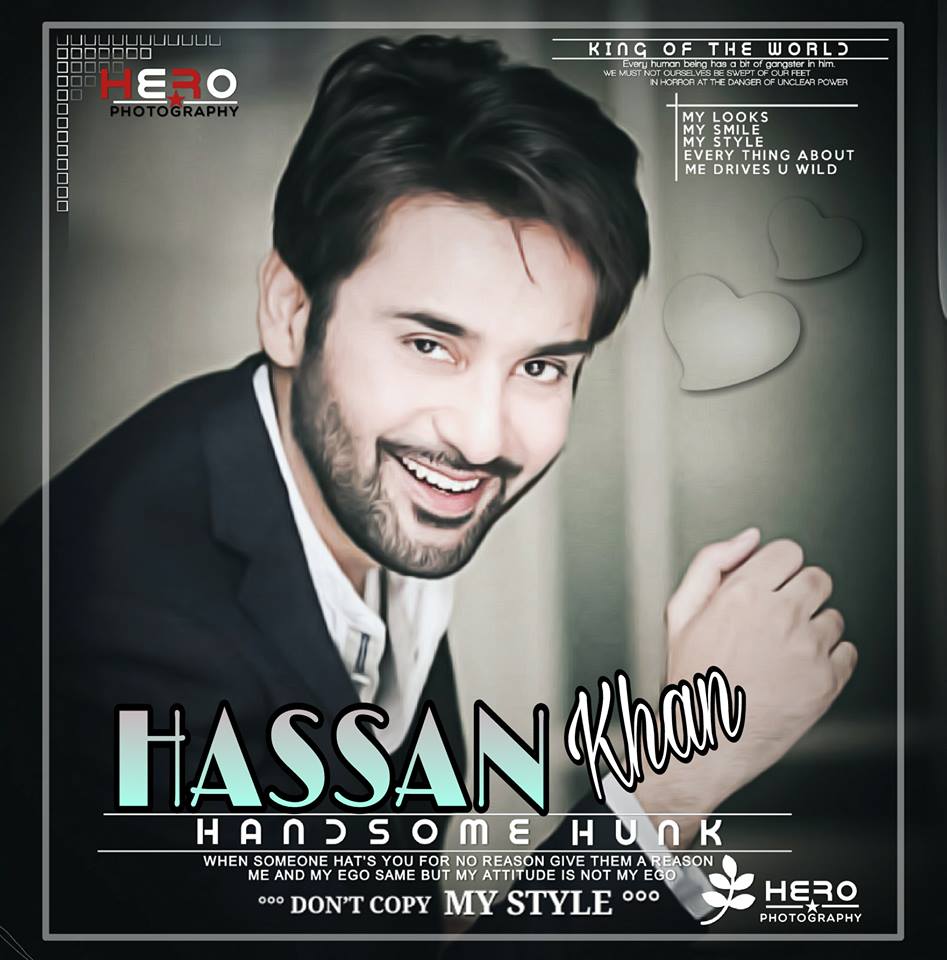 HERO
PHOTOGRAPHY
KING OF THE WORLD
Every human being has a bit of gangster in him.
WE MUST NOT OURSELVES BE SWEPT OF OUR FEET
IN HORROR AT THE DANGER OF UNCLEAR POWER
MY LOOKS
MY SMILE
MY STYLE
EVERY THING ABOUT
ME DRIVES U WILD
HASSAN Khan
HANDSOME HUNK
WHEN SOMEONE HAT'S YOU FOR NO REASON GIVE THEM A REASON
ME AND MY EGO SAME BUT MY ATTITUDE IS NOT MY EGO
°°° DON'T COPY MY STYLE °°°
HERO
PHOTOGRAPHY